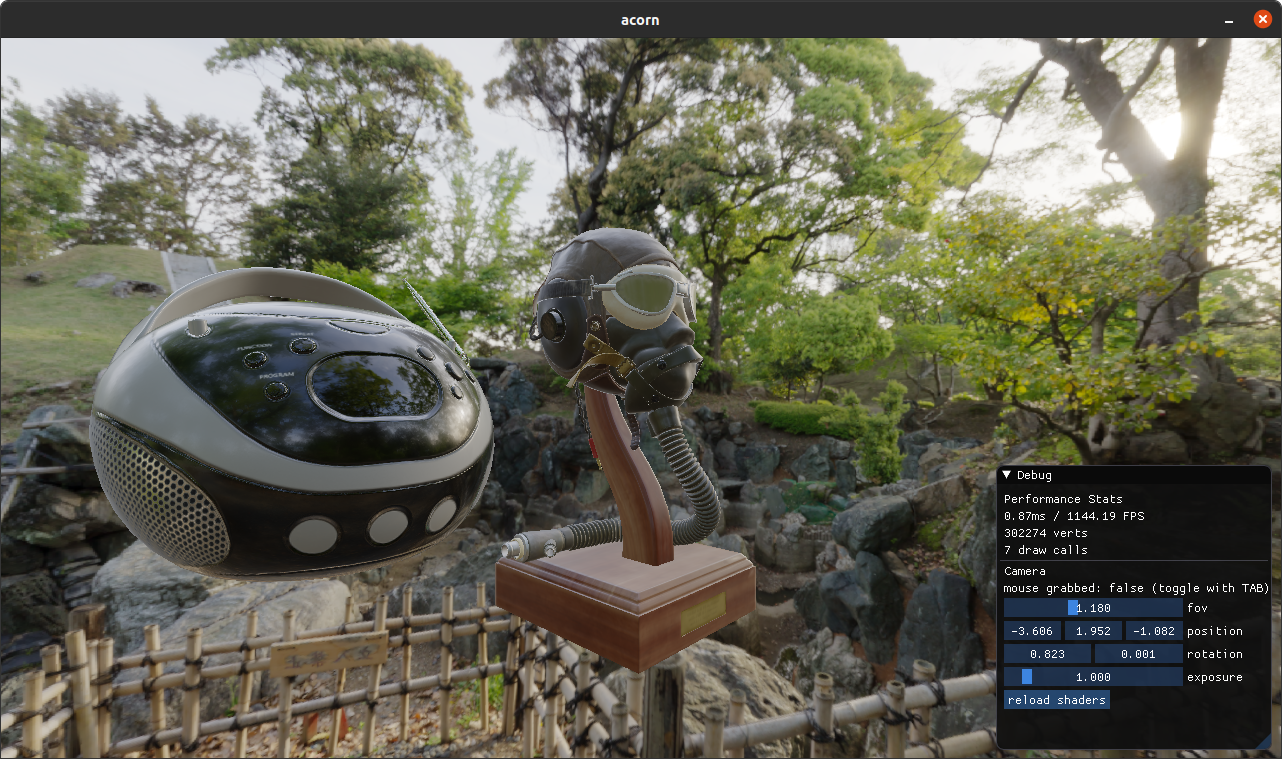 acorn
FUNCTION
PROGRAM
Debug
Performance Stats
0.87ms / 1144.19 FPS
302274 verts
7 draw calls
Camera
mouse grabbed: false (toggle with TAB)
1.180 fov
-3.606 1.952 -1.082 position
0.823 0.001 rotation
1.000 exposure
reload shaders